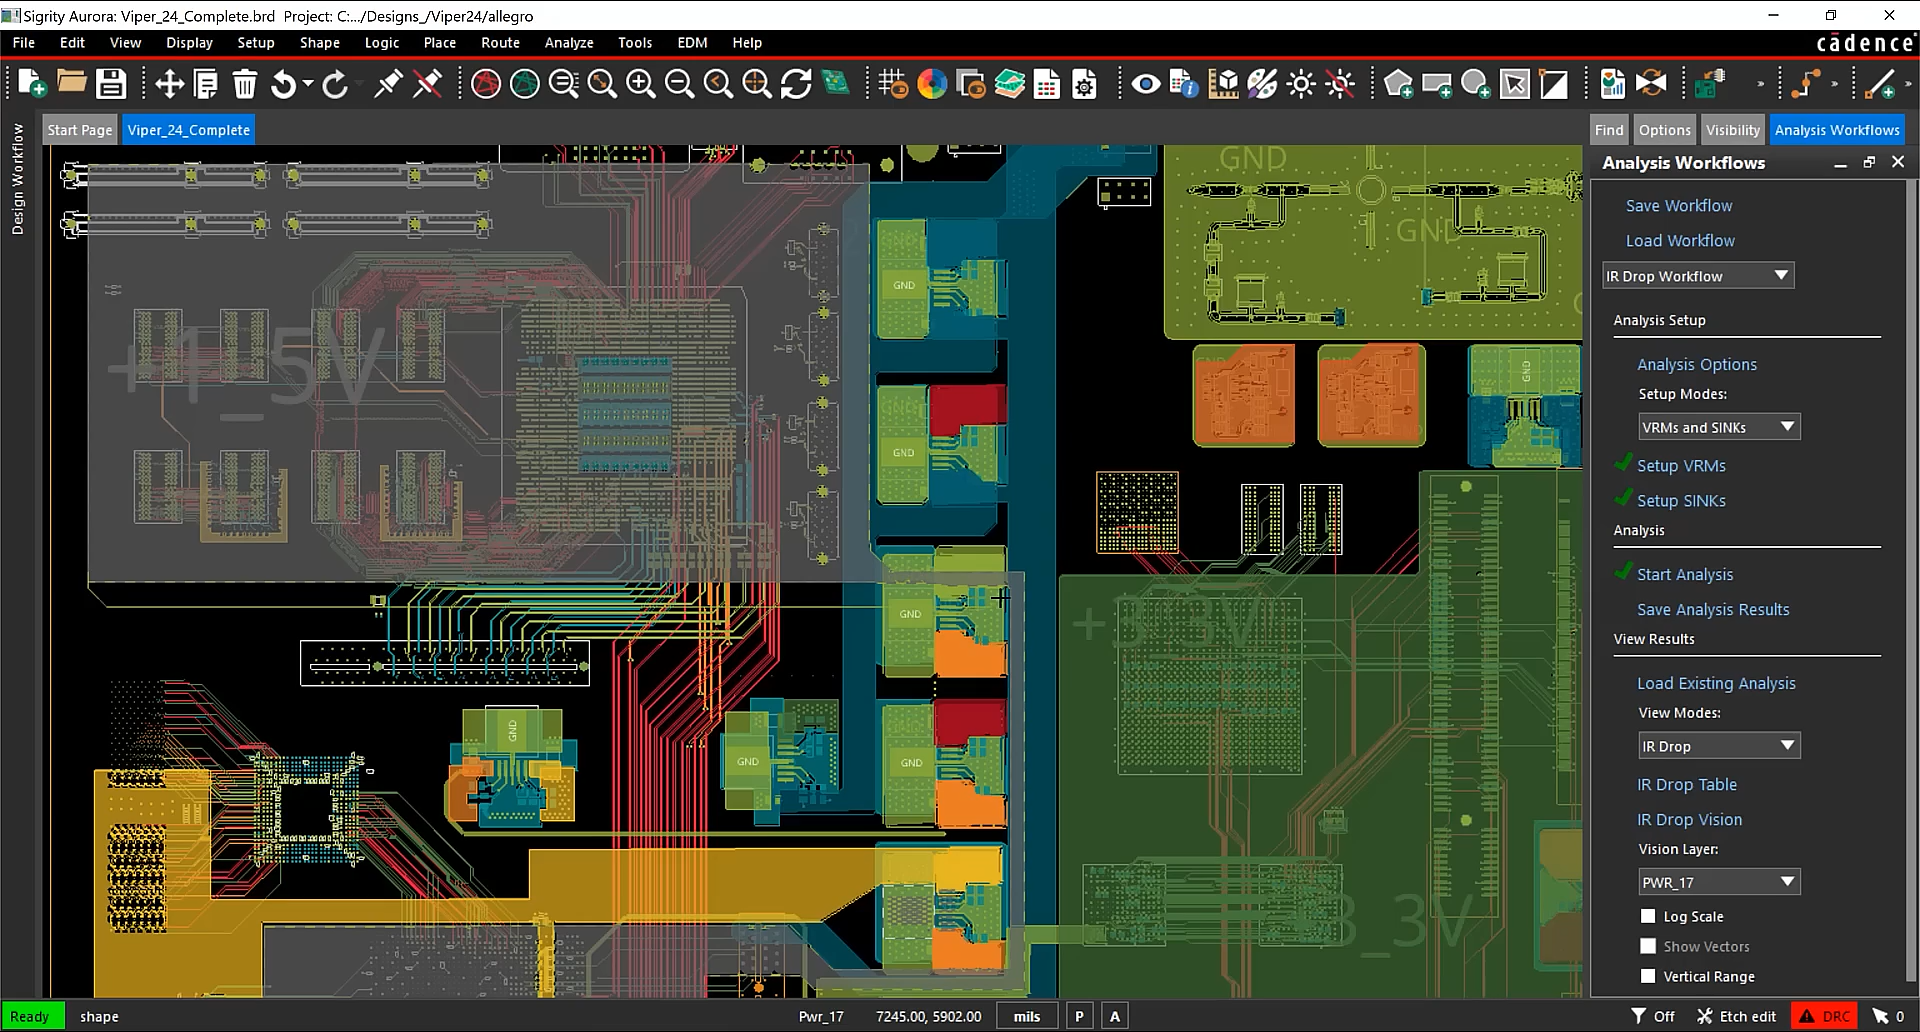 Sigrity Aurora: Viper_24_Complete.brd  Project: C:.../Designs_/Viper24/allegro
File Edit View Display Setup Shape Logic Place Route Analyze Tools EDM Help
cādence
Design Workflow
Start Page
Viper_24_Complete
Find
Options
Visibility
Analysis Workflows
Analysis Workflows
Save Workflow
Load Workflow
IR Drop Workflow
Analysis Setup
Analysis Options
Setup Modes:
VRMs and SINKs
Setup VRMs
Setup SINKs
Analysis
Start Analysis
Save Analysis Results
View Results
Load Existing Analysis
View Modes:
IR Drop
IR Drop Table
IR Drop Vision
Vision Layer:
PWR_17
Log Scale
Show Vectors
Vertical Range
GND
GND
GND
+1_5V
GND
GND
GND
+3_3V
GND
GND
GND
3_3V
Ready
shape
Pwr_17
7245.00, 5902.00
mils
P
A
Off
Etch edit
DRC
0